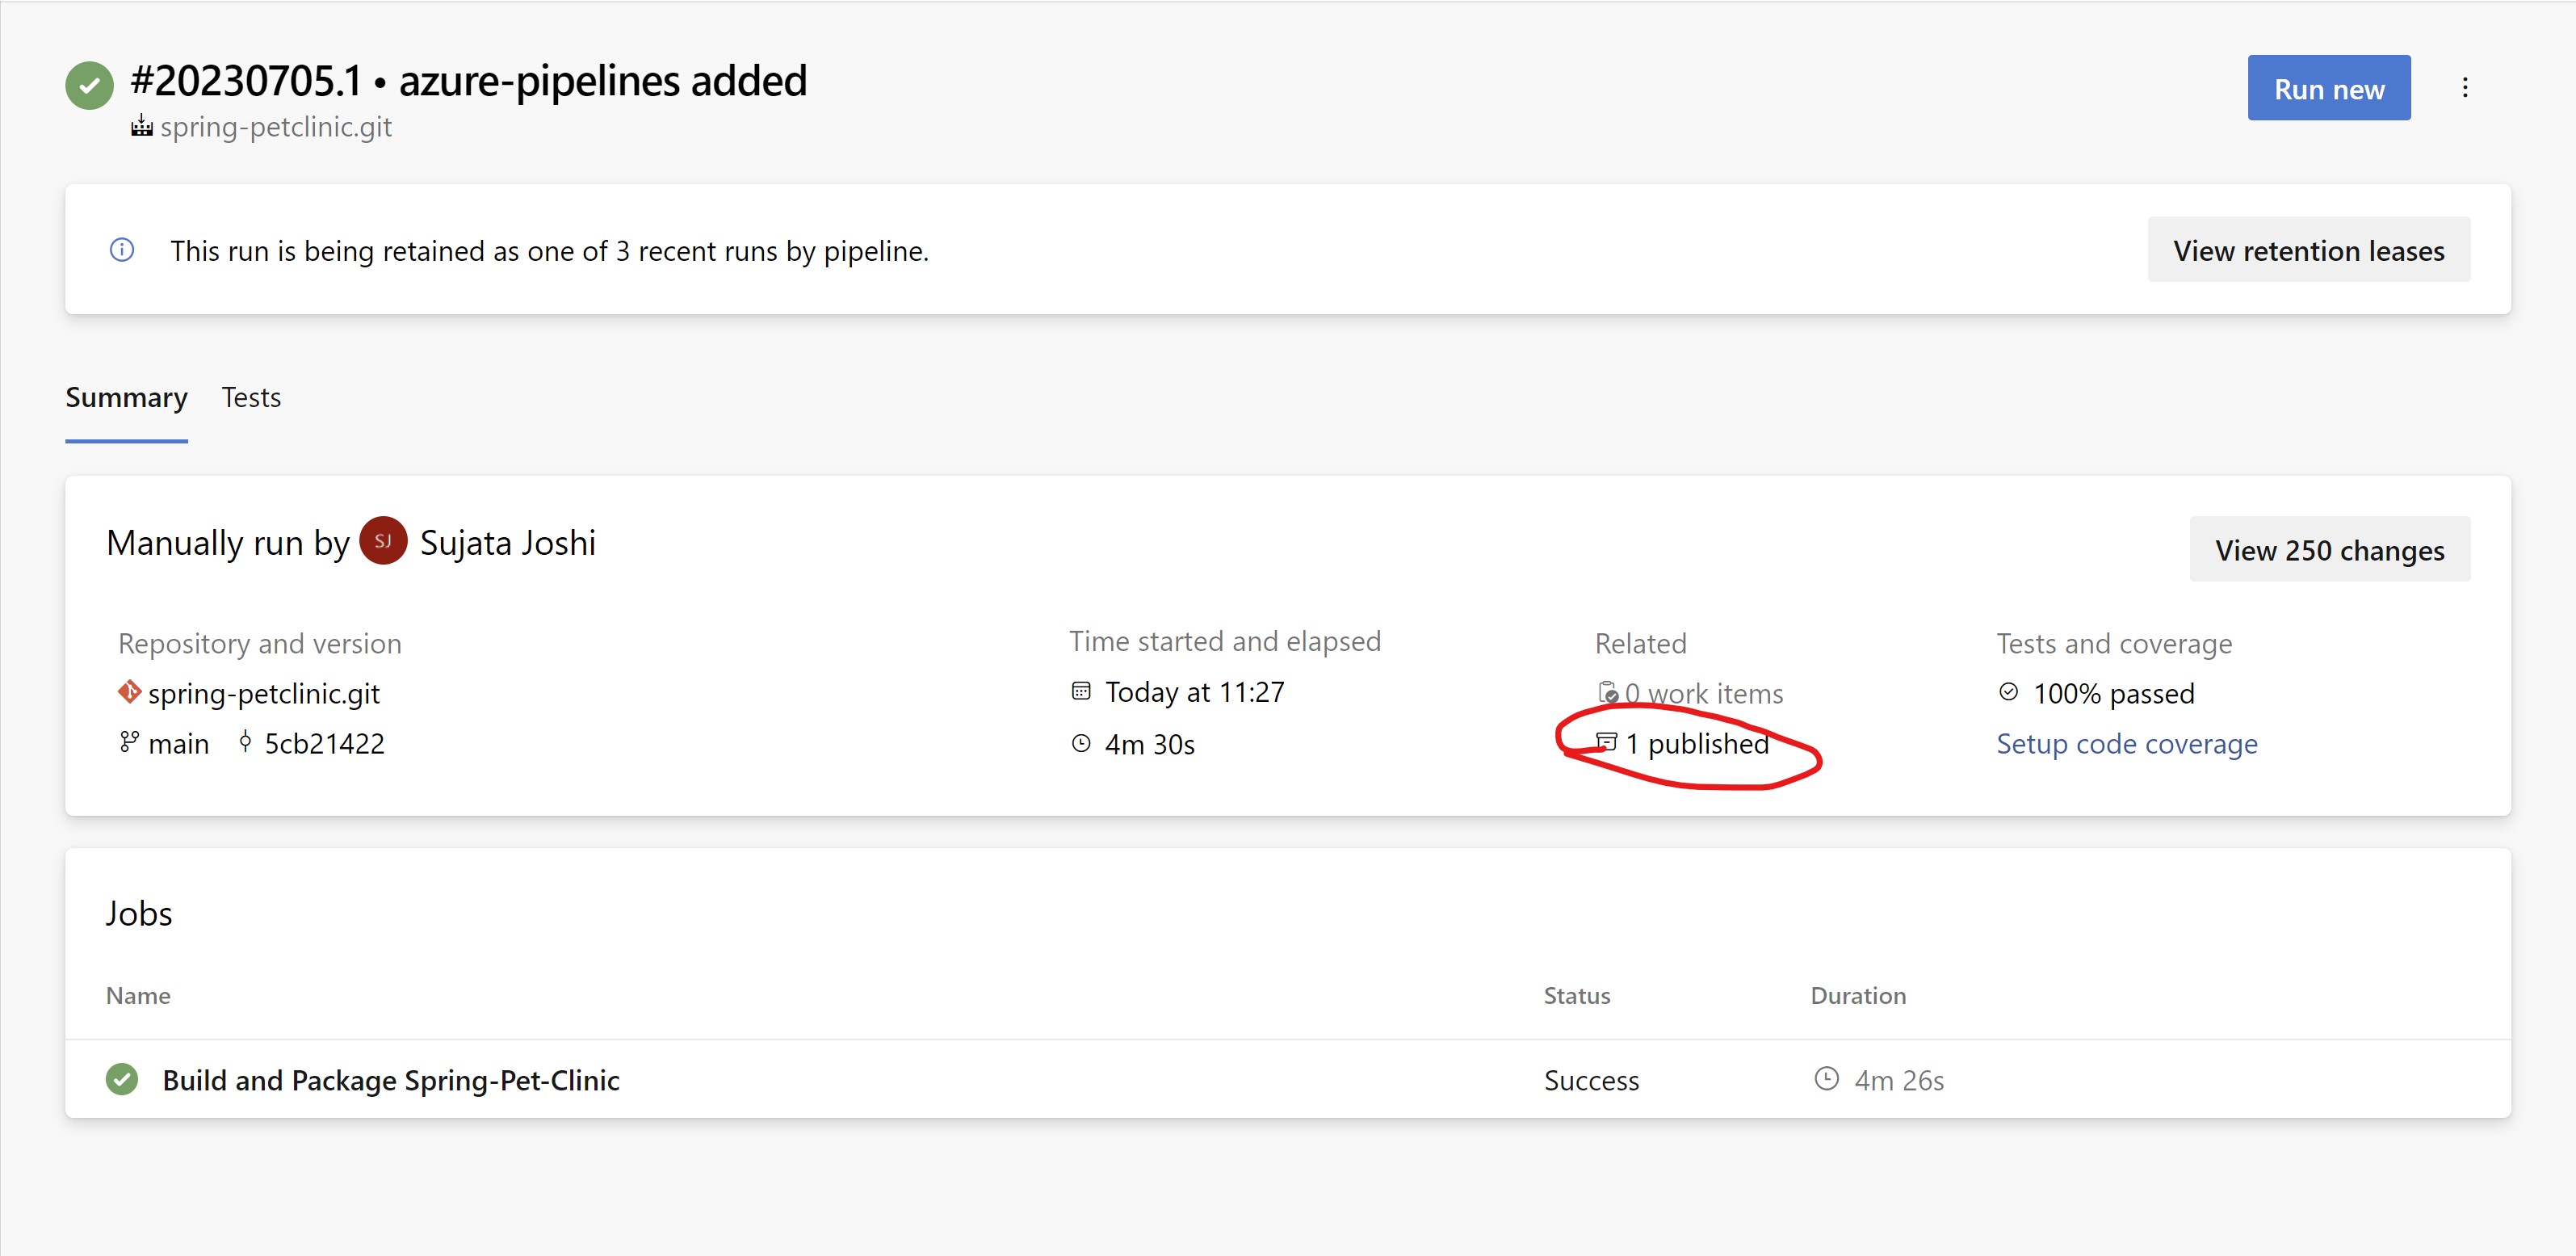 #20230705.1 • azure-pipelines added
spring-petclinic.git
Run new
This run is being retained as one of 3 recent runs by pipeline.
View retention leases
Summary
Tests
Manually run by SJ Sujata Joshi
View 250 changes
Repository and version
spring-petclinic.git
main 5cb21422
Time started and elapsed
Today at 11:27
4m 30s
Related
0 work items
1 published
Tests and coverage
100% passed
Setup code coverage
Jobs
Name Status Duration
Build and Package Spring-Pet-Clinic Success 4m 26s